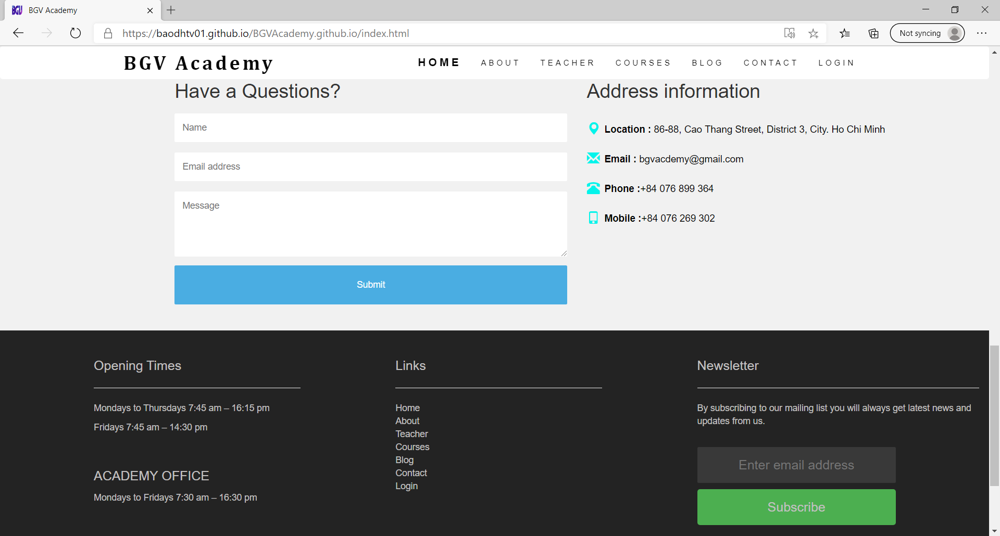 BGV
BGV Academy
https://baodhtv01.github.io/BGVAcademy.github.io/index.html
Not syncing
BGV Academy
HOME ABOUT TEACHER COURSES BLOG CONTACT LOGIN
Have a Questions?
Name
Email address
Message
Submit
Address information
Location : 86-88, Cao Thang Street, District 3, City. Ho Chi Minh
Email : bgvacdemy@gmail.com
Phone :+84 076 899 364
Mobile :+84 076 269 302
Opening Times
Mondays to Thursdays 7:45 am – 16:15 pm
Fridays 7:45 am – 14:30 pm
ACADEMY OFFICE
Mondays to Fridays 7:30 am – 16:30 pm
Links
Home
About
Teacher
Courses
Blog
Contact
Login
Newsletter
By subscribing to our mailing list you will always get latest news and
updates from us.
Enter email address
Subscribe